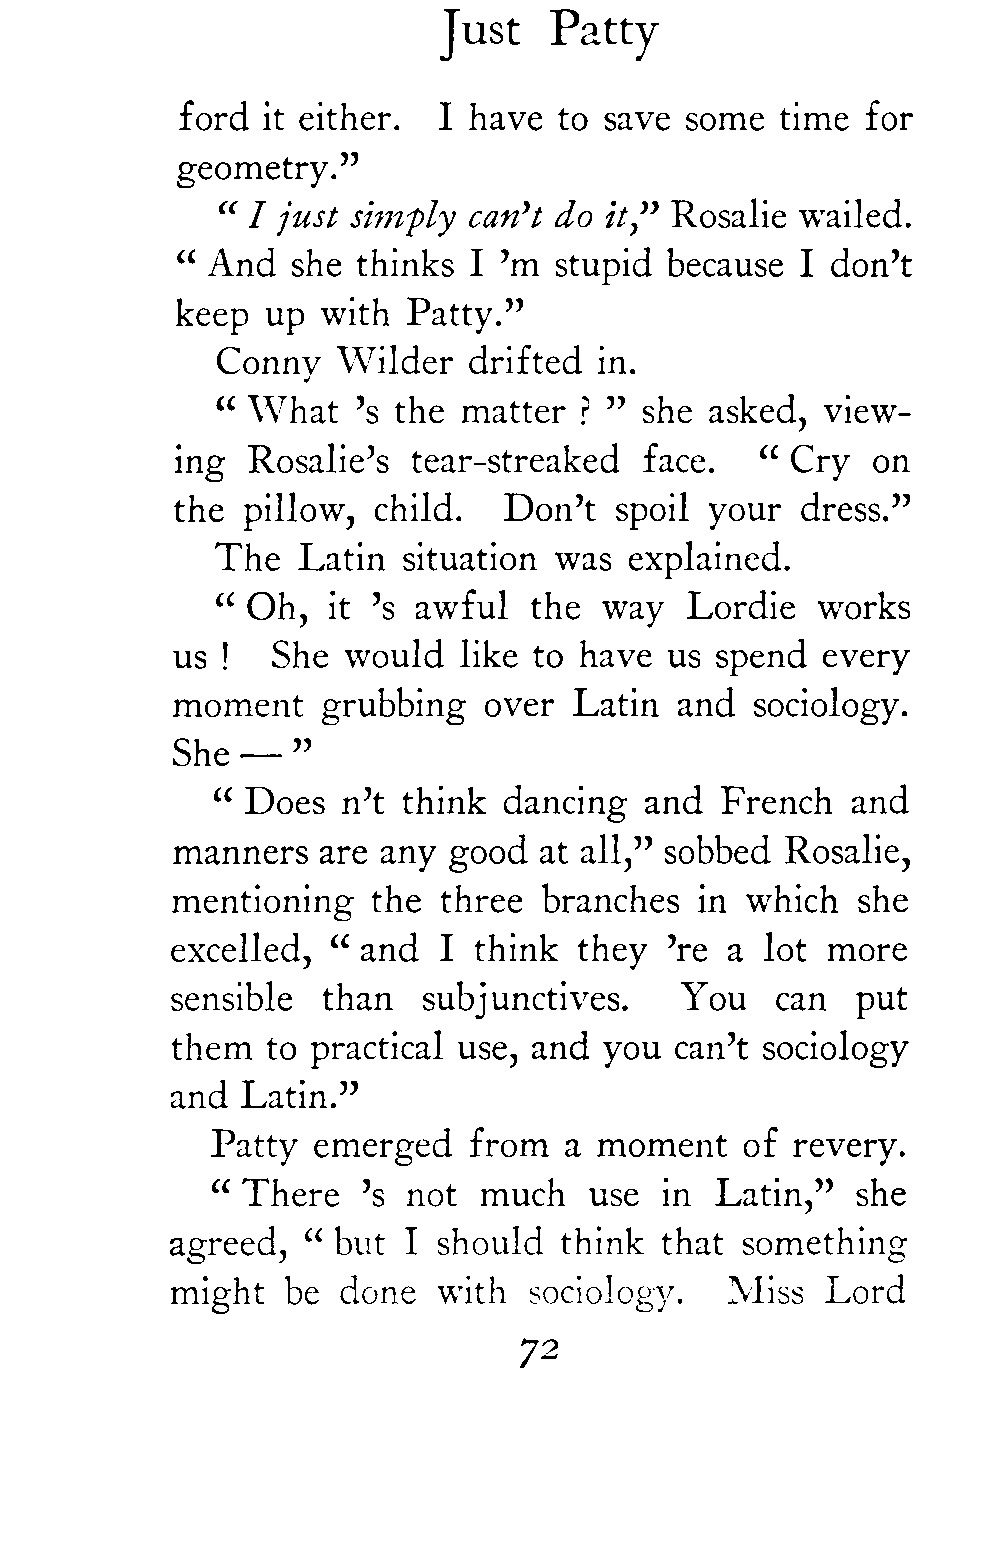 Just Patty
ford it either. I have to save some time for
geometry.”
“ I just simply can’t do it,” Rosalie wailed.
“ And she thinks I ’m stupid because I don’t
keep up with Patty.”
Conny Wilder drifted in.
“ What ’s the matter ? ” she asked, view-
ing Rosalie’s tear-streaked face. “ Cry on
the pillow, child. Don’t spoil your dress.”
The Latin situation was explained.
“ Oh, it ’s awful the way Lordie works
us ! She would like to have us spend every
moment grubbing over Latin and sociology.
She — ”
“ Does n’t think dancing and French and
manners are any good at all,” sobbed Rosalie,
mentioning the three branches in which she
excelled, “ and I think they ’re a lot more
sensible than subjunctives. You can put
them to practical use, and you can’t sociology
and Latin.”
Patty emerged from a moment of revery.
“ There ’s not much use in Latin,” she
agreed, “ but I should think that something
might be done with sociology. Miss Lord
72